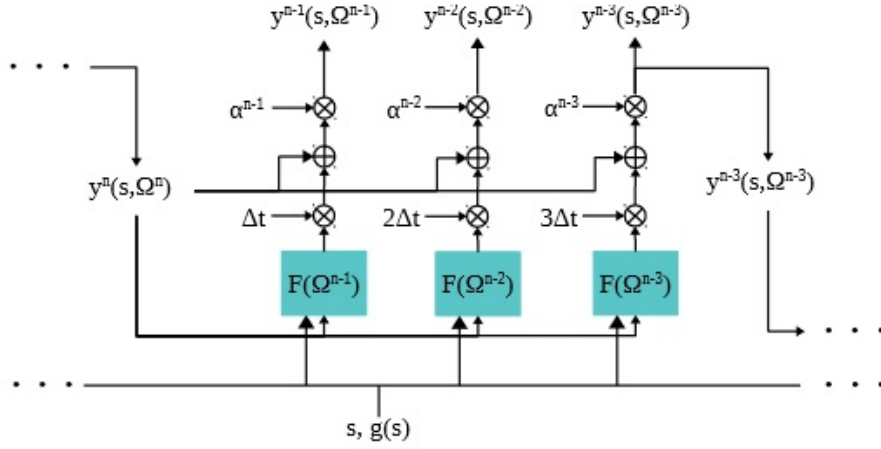 yⁿ⁻¹(s,Ωⁿ⁻¹) yⁿ⁻²(s,Ωⁿ⁻²) yⁿ⁻³(s,Ωⁿ⁻³)
. . .
αⁿ⁻¹ αⁿ⁻² αⁿ⁻³
yⁿ(s,Ωⁿ) yⁿ⁻³(s,Ωⁿ⁻³)
Δt 2Δt 3Δt
F(Ωⁿ⁻¹) F(Ωⁿ⁻²) F(Ωⁿ⁻³)
. . .
. . . . . .
s, g(s)